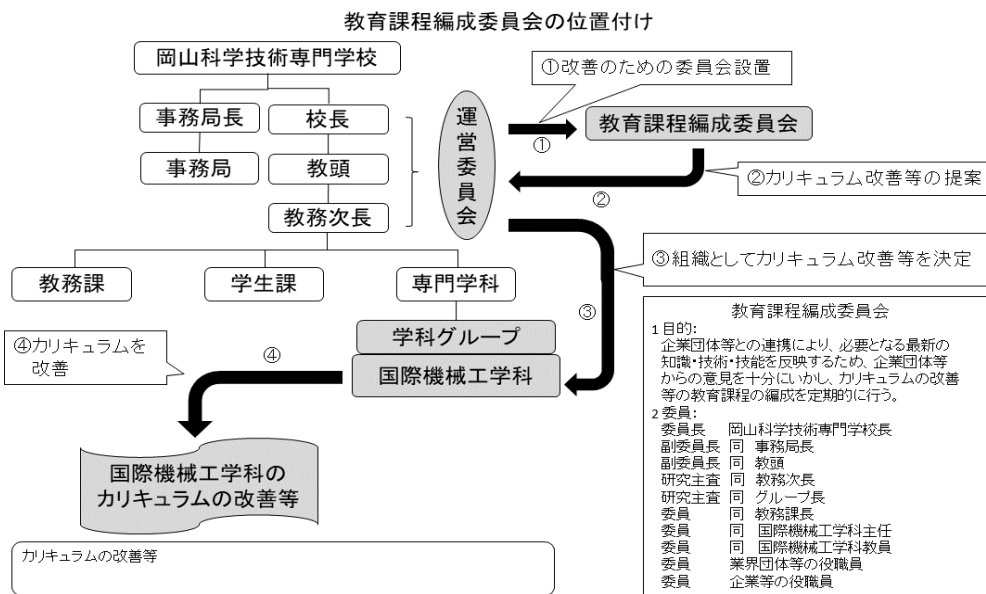 教育課程編成委員会の位置付け
岡山科学技術専門学校
①改善のための委員会設置
事務局長
校長
運営委員会
教育課程編成委員会
①
事務局
教頭
②カリキュラム改善等の提案
②
教務次長
③組織としてカリキュラム改善等を決定
教務課
学生課
専門学科
③
学科グループ
国際機械工学科
④カリキュラムを
改善
④
国際機械工学科の
カリキュラムの改善等
カリキュラムの改善等
教育課程編成委員会
1 目的:
企業団体等との連携により、必要となる最新の
知識・技術・技能を反映するため、企業団体等
からの意見を十分にいかし、カリキュラムの改善
等の教育課程の編成を定期的に行う。
2 委員:
委員長 岡山科学技術専門学校長
副委員長 同 事務局長
副委員長 同 教頭
研究主査 同 教務次長
研究主査 同 グループ長
委員 同 教務課長
委員 同 国際機械工学科主任
委員 同 国際機械工学科教員
委員 業界団体等の役職員
委員 企業等の役職員